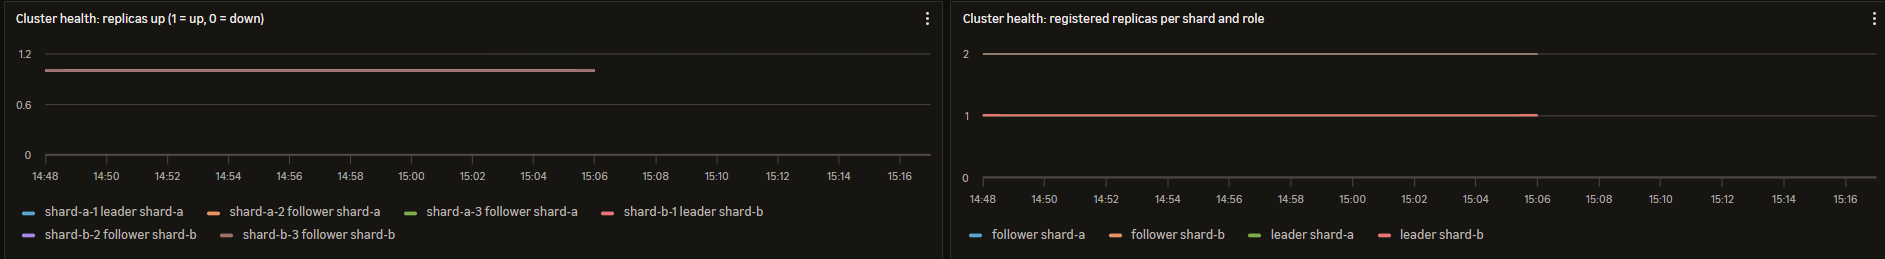 Cluster health: replicas up (1 = up, 0 = down)
1.2
0.6
0
14:48 14:50 14:52 14:54 14:56 14:58 15:00 15:02 15:04 15:06 15:08 15:10 15:12 15:14 15:16
shard-a-1 leader shard-a shard-a-2 follower shard-a shard-a-3 follower shard-a shard-b-1 leader shard-b
shard-b-2 follower shard-b shard-b-3 follower shard-b
Cluster health: registered replicas per shard and role
2
1
0
14:48 14:50 14:52 14:54 14:56 14:58 15:00 15:02 15:04 15:06 15:08 15:10 15:12 15:14 15:16
follower shard-a follower shard-b leader shard-a leader shard-b